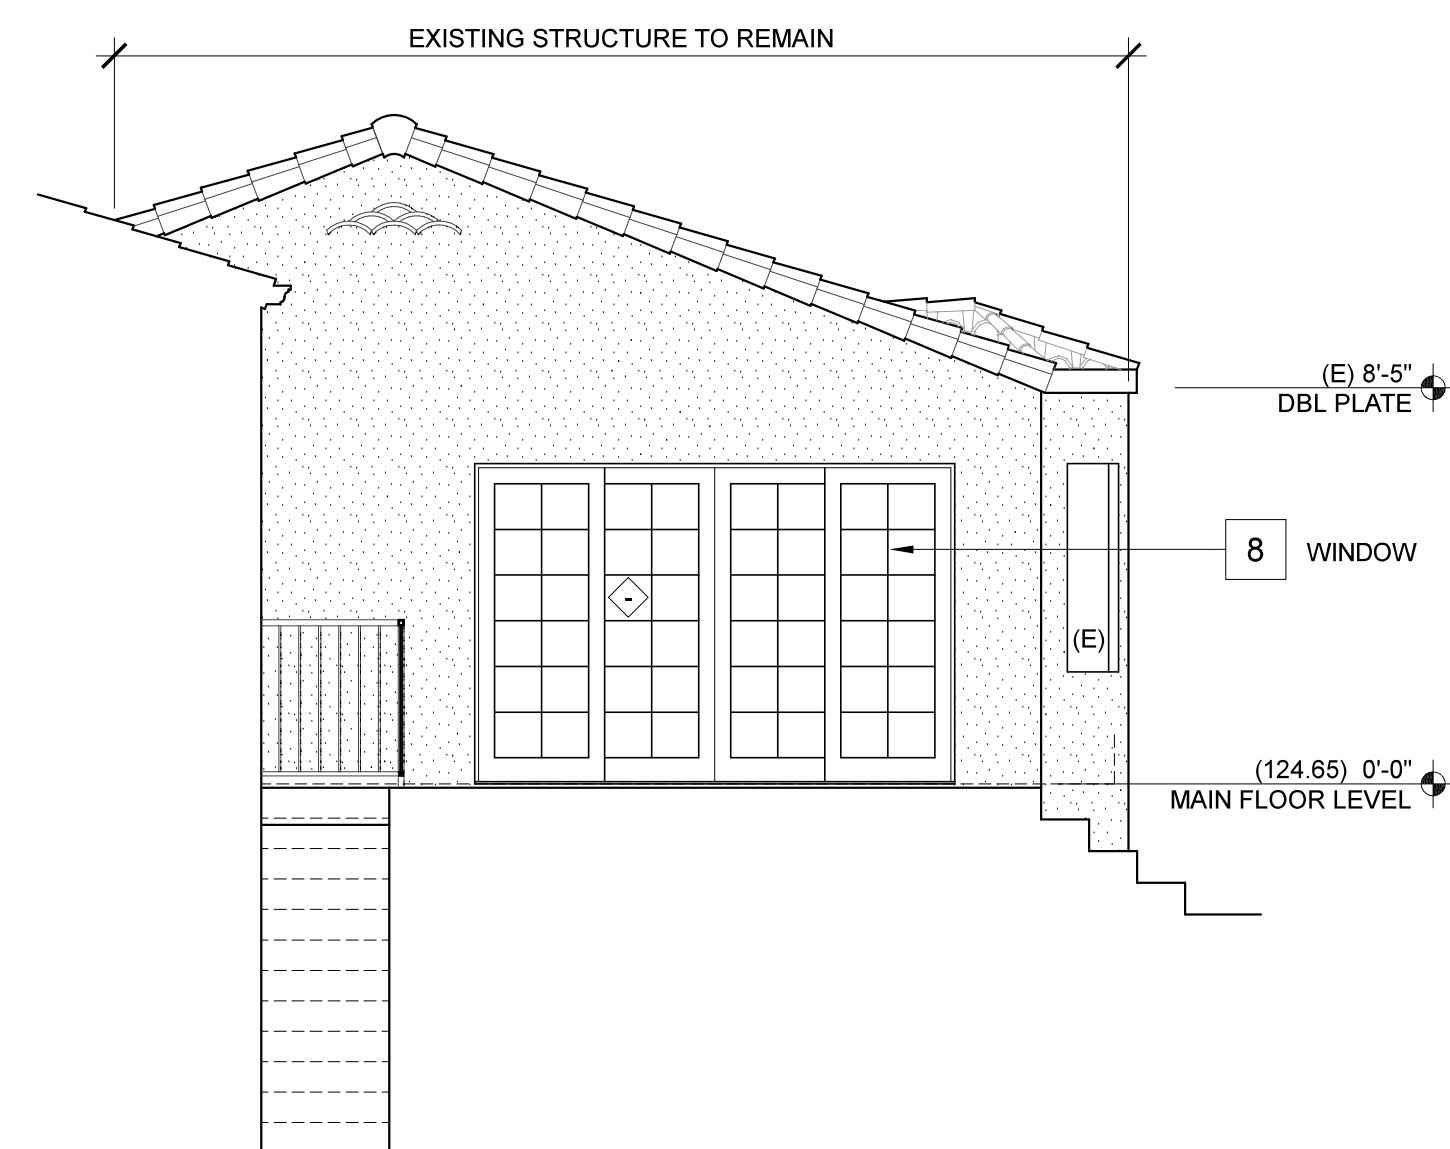 EXISTING STRUCTURE TO REMAIN
(E) 8'-5"
DBL PLATE
8 WINDOW
-
(E)
(124.65) 0'-0"
MAIN FLOOR LEVEL